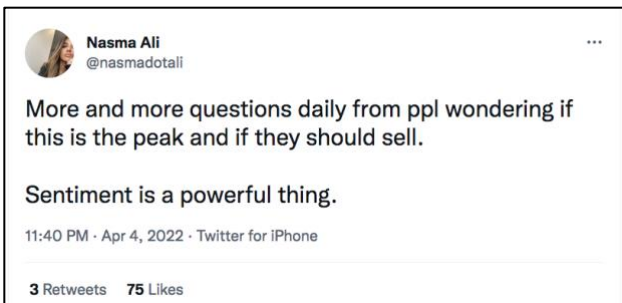 Nasma Ali
@nasmadotali
More and more questions daily from ppl wondering if
this is the peak and if they should sell.
Sentiment is a powerful thing.
11:40 PM · Apr 4, 2022 · Twitter for iPhone
3 Retweets 75 Likes